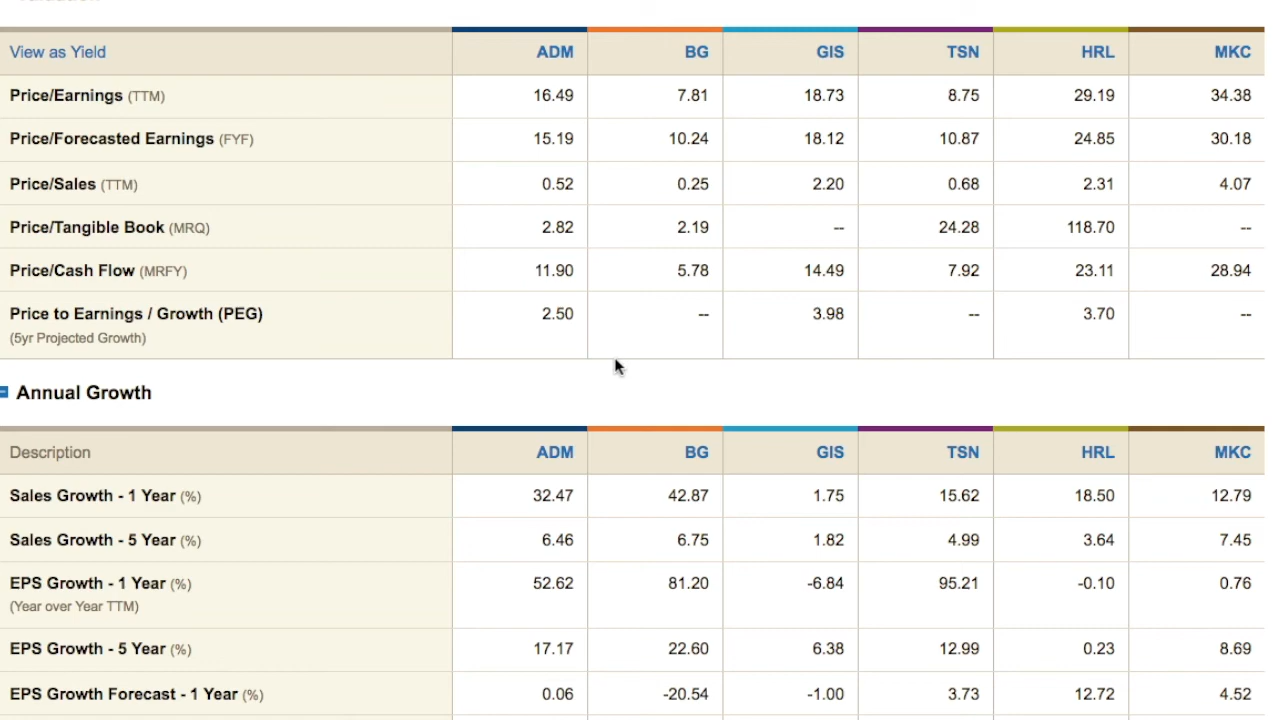 View as Yield ADM BG GIS TSN HRL MKC
Price/Earnings (TTM) 16.49 7.81 18.73 8.75 29.19 34.38
Price/Forecasted Earnings (FYF) 15.19 10.24 18.12 10.87 24.85 30.18
Price/Sales (TTM) 0.52 0.25 2.20 0.68 2.31 4.07
Price/Tangible Book (MRQ) 2.82 2.19 -- 24.28 118.70 --
Price/Cash Flow (MRFY) 11.90 5.78 14.49 7.92 23.11 28.94
Price to Earnings / Growth (PEG) 2.50 -- 3.98 -- 3.70 --
(5yr Projected Growth)
Annual Growth
Description ADM BG GIS TSN HRL MKC
Sales Growth - 1 Year (%) 32.47 42.87 1.75 15.62 18.50 12.79
Sales Growth - 5 Year (%) 6.46 6.75 1.82 4.99 3.64 7.45
EPS Growth - 1 Year (%) 52.62 81.20 -6.84 95.21 -0.10 0.76
(Year over Year TTM)
EPS Growth - 5 Year (%) 17.17 22.60 6.38 12.99 0.23 8.69
EPS Growth Forecast - 1 Year (%) 0.06 -20.54 -1.00 3.73 12.72 4.52